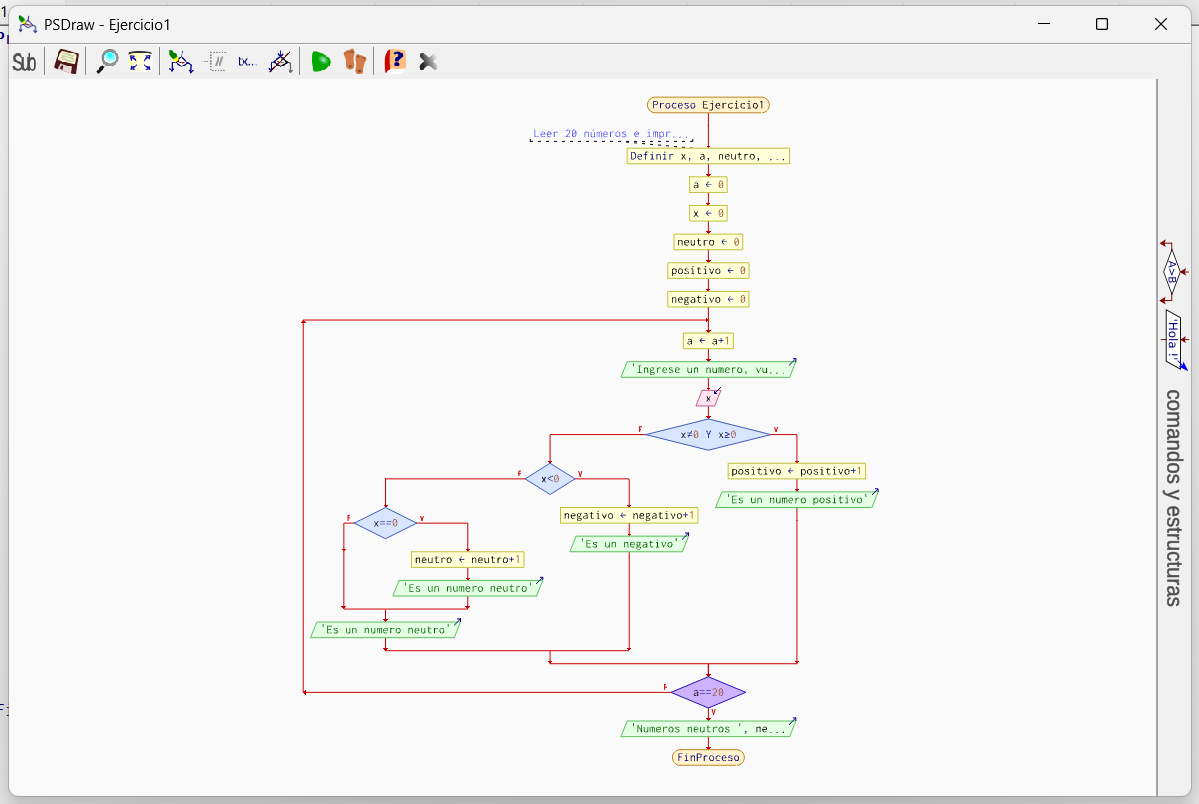 PSDraw - Ejercicio1
Sub
//
tx...
?
Proceso Ejercicio1
Leer 20 números e impr...
Definir x, a, neutro, ...
a ← 0
x ← 0
neutro ← 0
positivo ← 0
negativo ← 0
a ← a+1
'Ingrese un numero, vu...
x
F
x≠0 Y x≥0
V
positivo ← positivo+1
'Es un numero positivo'
F
x<0
V
negativo ← negativo+1
'Es un negativo'
F
x==0
V
neutro ← neutro+1
'Es un numero neutro'
'Es un numero neutro'
F
a==20
V
'Numeros neutros ', ne...
FinProceso
A>B
'Hola !'
comandos y estructuras